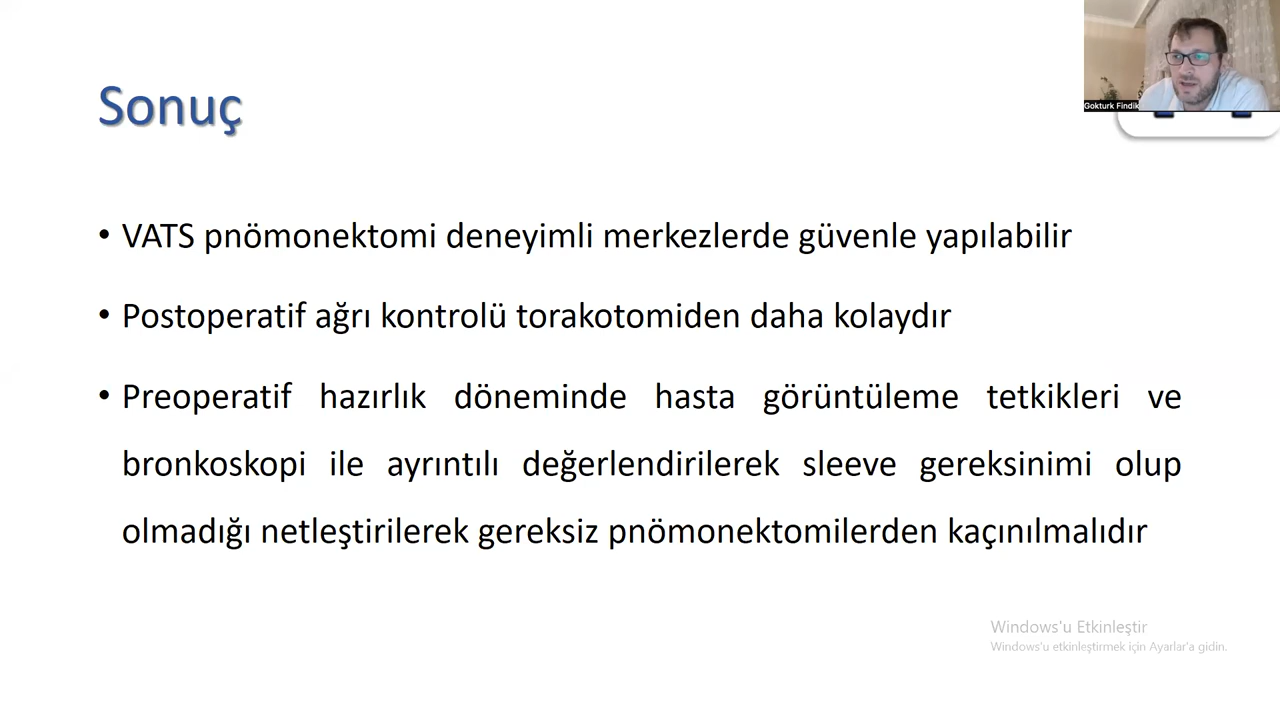 Sonuç
Gokturk Findik
• VATS pnömonektomi deneyimli merkezlerde güvenle yapılabilir
• Postoperatif ağrı kontrolü torakotomiden daha kolaydır
• Preoperatif hazırlık döneminde hasta görüntüleme tetkikleri ve
bronkoskopi ile ayrıntılı değerlendirilerek sleeve gereksinimi olup
olmadığı netleştirilerek gereksiz pnömonektomilerden kaçınılmalıdır
Windows'u Etkinleştir
Windows'u etkinleştirmek için Ayarlar'a gidin.